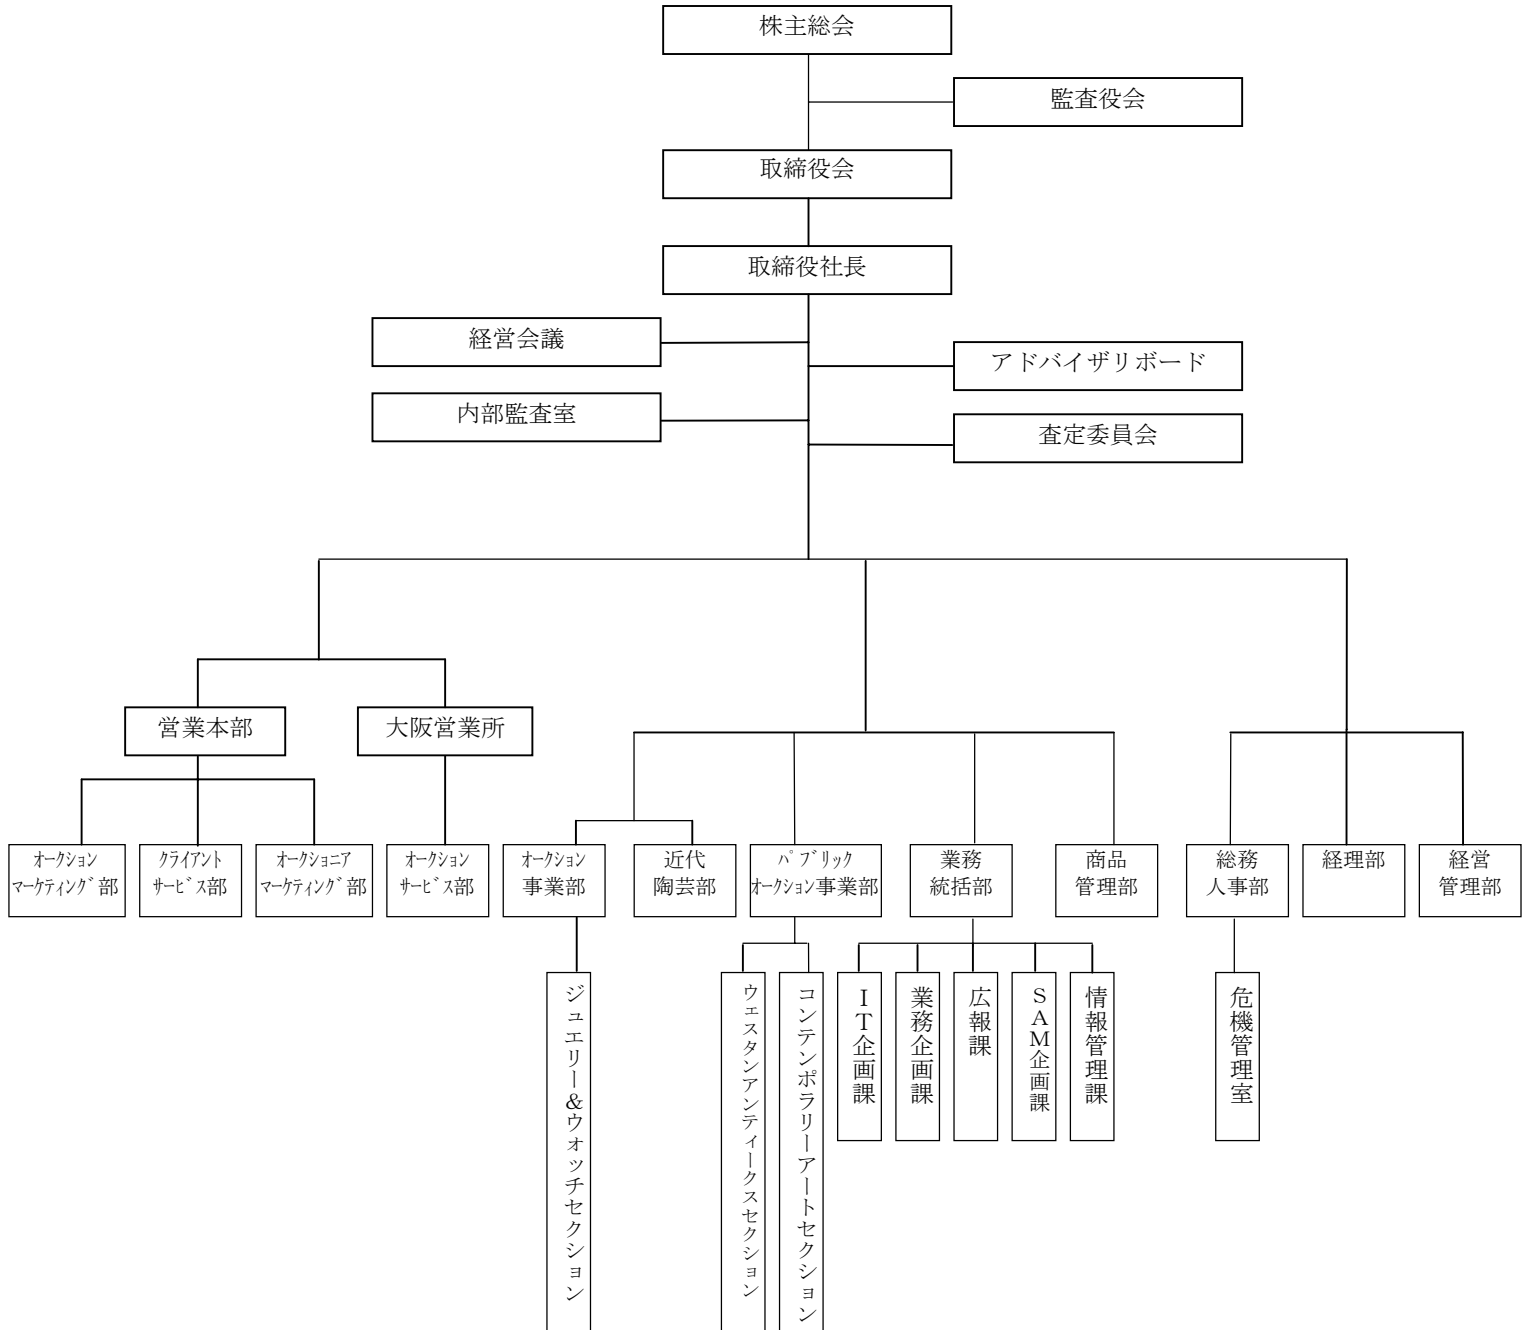 株主総会
監査役会
取締役会
取締役社長
経営会議
アドバイザリボード
内部監査室
査定委員会
営業本部
大阪営業所
オークション
マーケティング部
クライアント
サービス部
オークショニア
マーケティング部
オークション
サービス部
オークション
事業部
近代
陶芸部
パブリック
オークション事業部
業務
統括部
商品
管理部
総務
人事部
経理部
経営
管理部
ジュエリー&ウォッチセクション
ウェスタンアンティークスセクション
コンテンポラリーアートセクション
IT企画課
業務企画課
広報課
SAM企画課
情報管理課
危機管理室